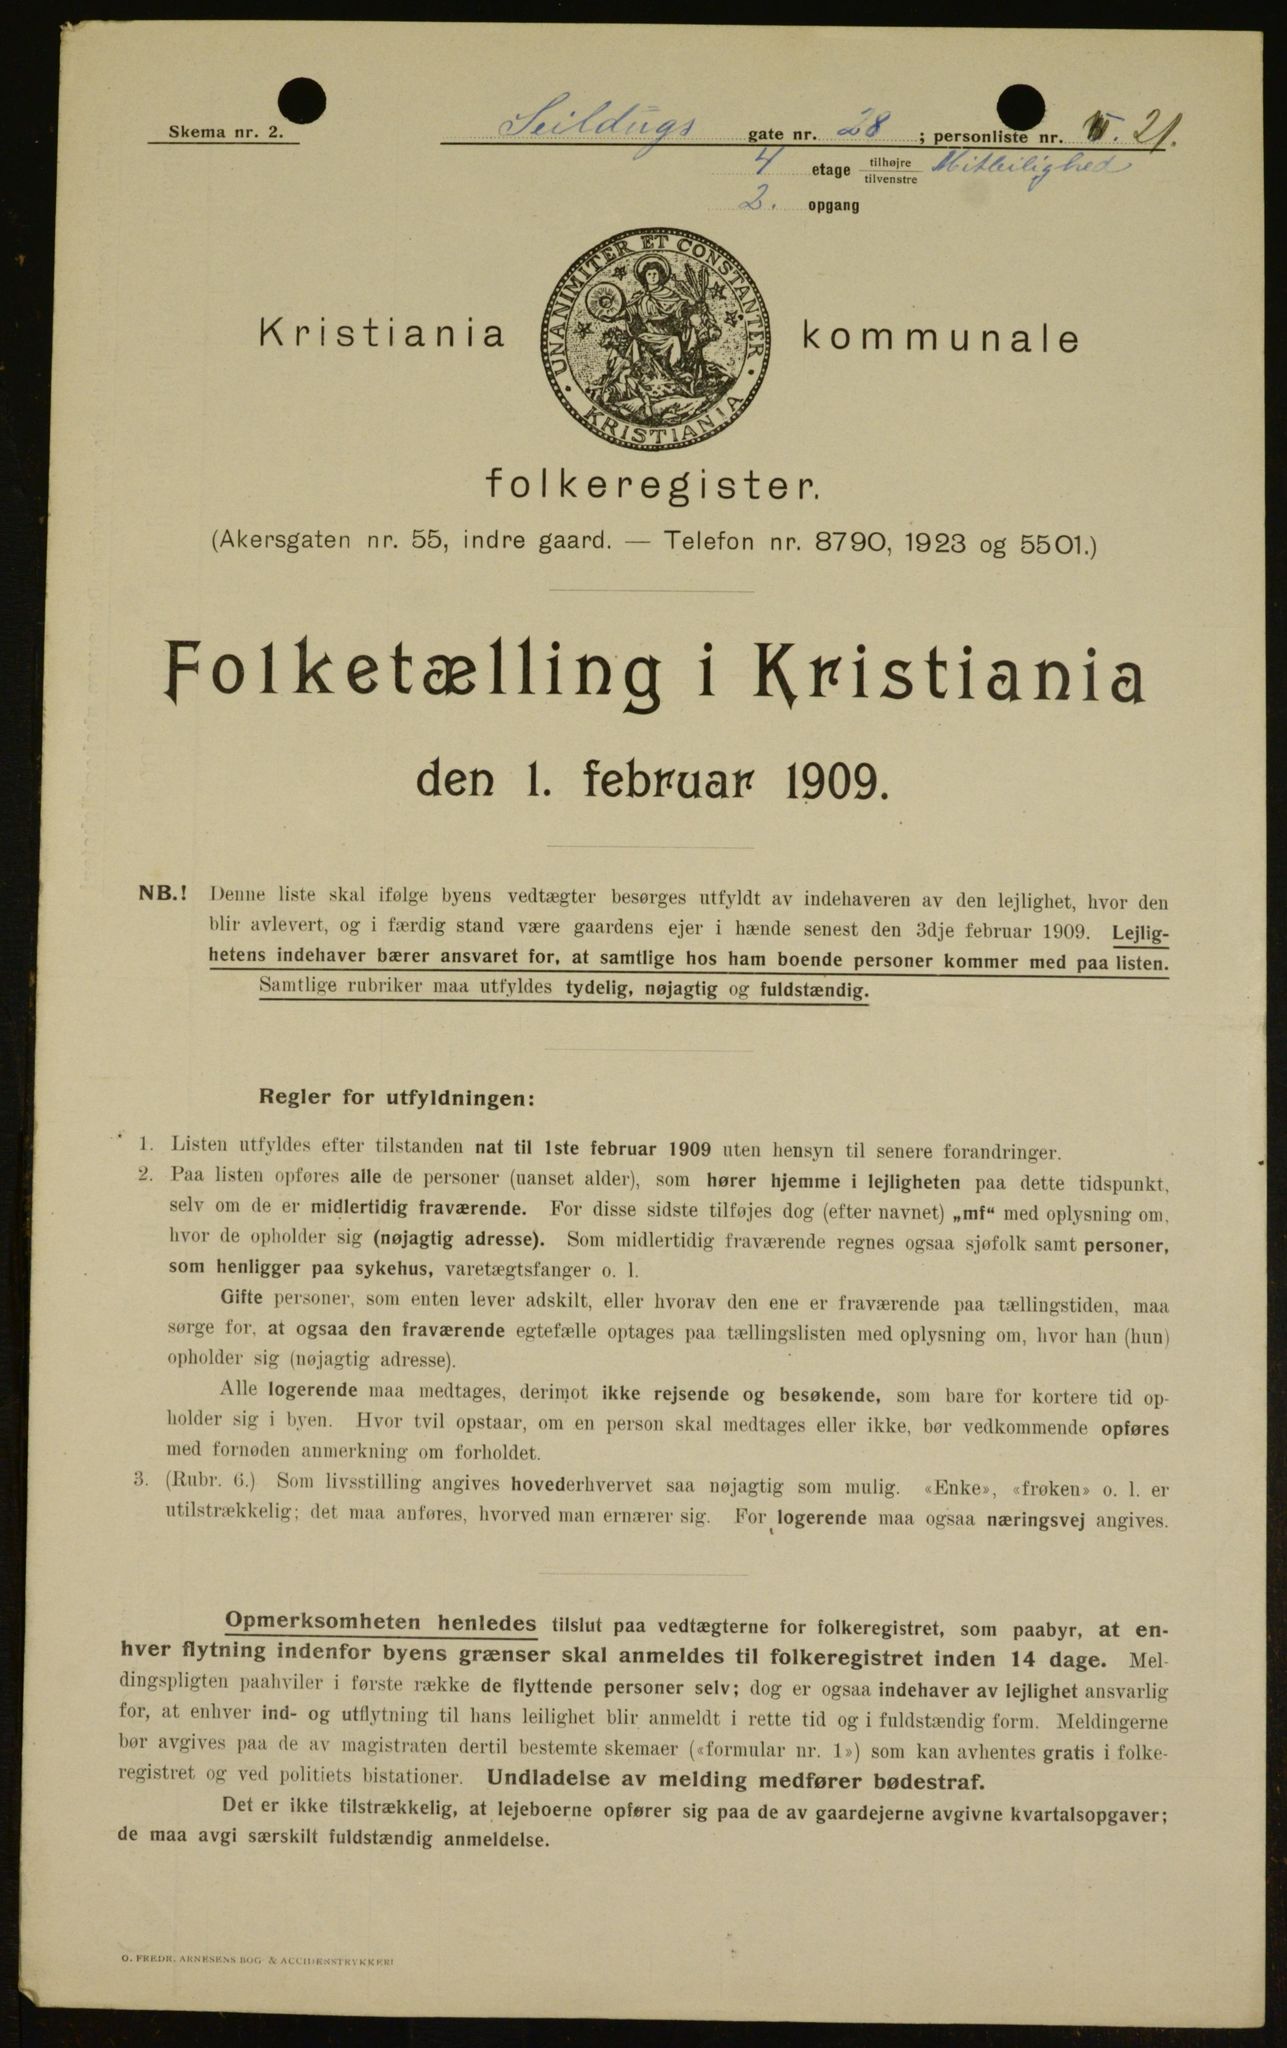 Skema nr. 2.
Seildugs gate nr. 28 ; personliste nr. 21.
4 etage tilhøjre
tilvenstre
2. opgang
UNANIMITER ET CONSTANTER
KRISTIANIA
Kristiania kommunale
folkeregister.
(Akersgaten nr. 55, indre gaard. — Telefon nr. 8790, 1923 og 5501.)
Folketælling i Kristiania
den 1. februar 1909.
NB.! Denne liste skal ifølge byens vedtægter besørges utfyldt av indehaveren av den lejlighet, hvor den
blir avlevert, og i færdig stand være gaardens ejer i hænde senest den 3dje februar 1909. Lejlig-
hetens indehaver bærer ansvaret for, at samtlige hos ham boende personer kommer med paa listen.
Samtlige rubriker maa utfyldes tydelig, nøjagtig og fuldstændig.
Regler for utfyldningen:
1. Listen utfyldes efter tilstanden nat til 1ste februar 1909 uten hensyn til senere forandringer.
2. Paa listen opføres alle de personer (uanset alder), som hører hjemme i lejligheten paa dette tidspunkt,
selv om de er midlertidig fraværende. For disse sidste tilføjes dog (efter navnet) „mf“ med oplysning om,
hvor de opholder sig (nøjagtig adresse). Som midlertidig fraværende regnes ogsaa sjøfolk samt personer,
som henligger paa sykehus, varetægtsfanger o. l.
Gifte personer, som enten lever adskilt, eller hvorav den ene er fraværende paa tællingstiden, maa
sørge for, at ogsaa den fraværende egtefælle optages paa tællingslisten med oplysning om, hvor han (hun)
opholder sig (nøjagtig adresse).
Alle logerende maa medtages, derimot ikke rejsende og besøkende, som bare for kortere tid op-
holder sig i byen. Hvor tvil opstaar, om en person skal medtages eller ikke, bør vedkommende opføres
med fornøden anmerkning om forholdet.
3. (Rubr. 6.) Som livsstilling angives hovederhvervet saa nøjagtig som mulig. «Enke», «frøken» o. l. er
utilstrækkelig; det maa anføres, hvorved man ernærer sig. For logerende maa ogsaa næringsvej angives.
Opmerksomheten henledes tilslut paa vedtægterne for folkeregistret, som paabyr, at en-
hver flytning indenfor byens grænser skal anmeldes til folkeregistret inden 14 dage. Mel-
dingspligten paahviler i første række de flyttende personer selv; dog er ogsaa indehaver av lejlighet ansvarlig
for, at enhver ind- og utflytning til hans leilighet blir anmeldt i rette tid og i fuldstændig form. Meldingerne
bør avgives paa de av magistraten dertil bestemte skemaer («formular nr. 1») som kan avhentes gratis i folke-
registret og ved politiets bistationer. Undladelse av melding medfører bødestraf.
Det er ikke tilstrækkelig, at lejeboerne opfører sig paa de av gaardejerne avgivne kvartalsopgaver;
de maa avgi særskilt fuldstændig anmeldelse.
O. FREDR. ARNESENS BOG- & ACCIDENSTRYKKERI